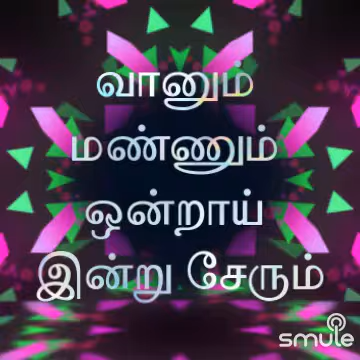 வானும்
மண்ணும்
ஒன்றாய்
இன்று சேரும்
smule